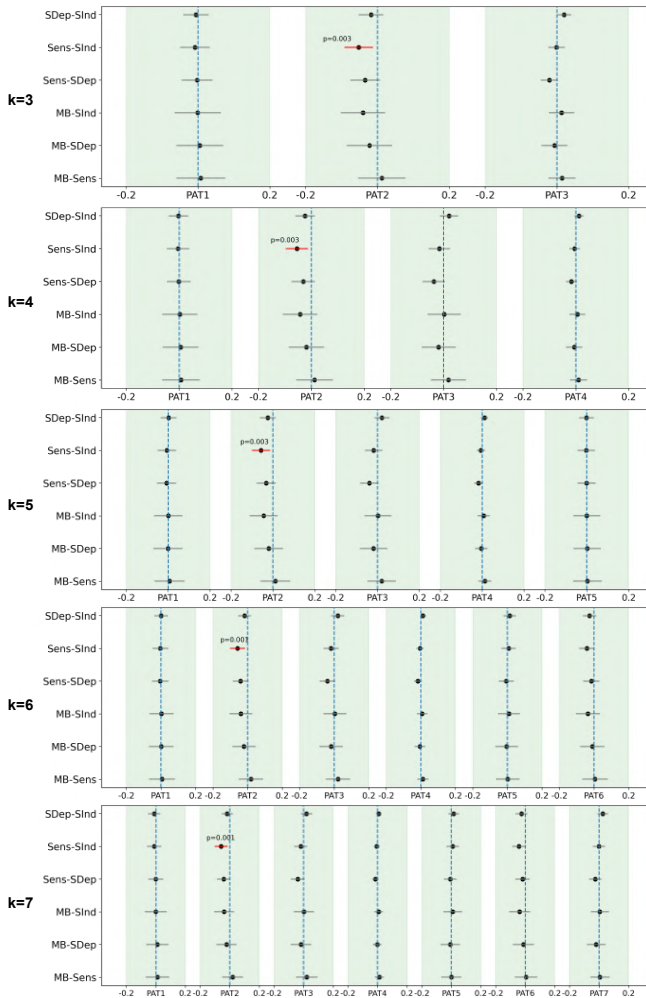 k=3
SDep-SInd
Sens-SInd
p=0.003
Sens-SDep
MB-SInd
MB-SDep
MB-Sens
-0.2 PAT1 0.2 -0.2 PAT2 0.2 -0.2 PAT3 0.2
k=4
SDep-SInd
Sens-SInd
p=0.003
Sens-SDep
MB-SInd
MB-SDep
MB-Sens
-0.2 PAT1 0.2 -0.2 PAT2 0.2 -0.2 PAT3 0.2 -0.2 PAT4 0.2
k=5
SDep-SInd
Sens-SInd
p=0.003
Sens-SDep
MB-SInd
MB-SDep
MB-Sens
-0.2 PAT1 0.2 -0.2 PAT2 0.2 -0.2 PAT3 0.2 -0.2 PAT4 0.2 -0.2 PAT5 0.2
k=6
SDep-SInd
Sens-SInd
p=0.001
Sens-SDep
MB-SInd
MB-SDep
MB-Sens
-0.2 PAT1 0.2 -0.2 PAT2 0.2 -0.2 PAT3 0.2 -0.2 PAT4 0.2 -0.2 PAT5 0.2 -0.2 PAT6 0.2
k=7
SDep-SInd
Sens-SInd
p=0.001
Sens-SDep
MB-SInd
MB-SDep
MB-Sens
-0.2 PAT1 0.2 -0.2 PAT2 0.2 -0.2 PAT3 0.2 -0.2 PAT4 0.2 -0.2 PAT5 0.2 -0.2 PAT6 0.2 -0.2 PAT7 0.2